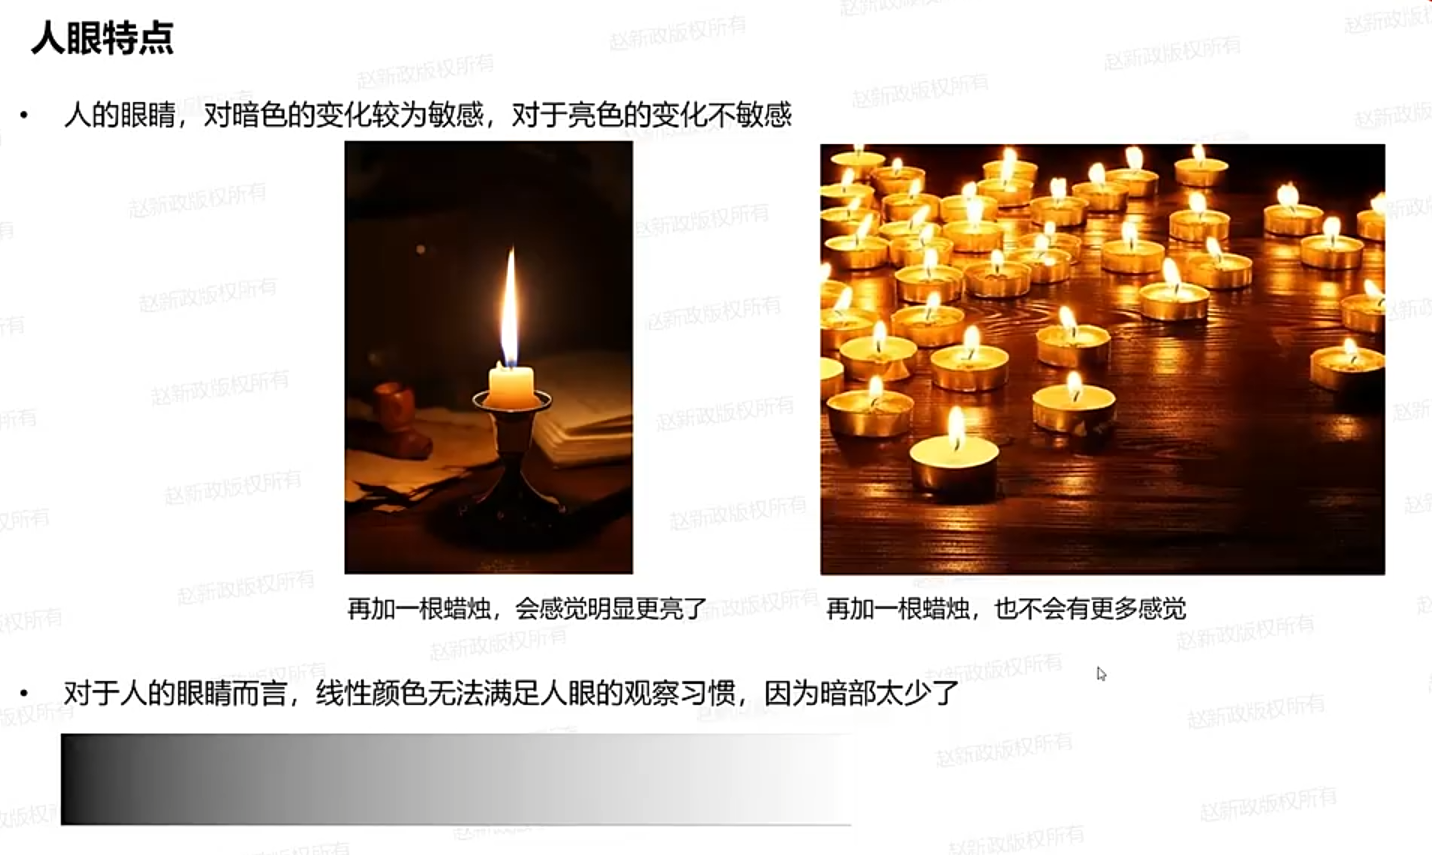 人眼特点
• 人的眼睛，对暗色的变化较为敏感，对于亮色的变化不敏感
再加一根蜡烛，会感觉明显更亮了
再加一根蜡烛，也不会有更多感觉
• 对于人的眼睛而言，线性颜色无法满足人眼的观察习惯，因为暗部太少了
赵新政版权所有